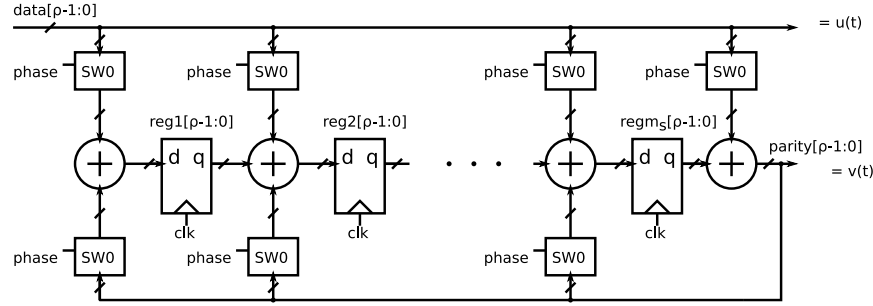 data[ρ-1:0]
= u(t)
phase SW0 phase SW0 phase SW0 phase SW0
reg1[ρ-1:0] reg2[ρ-1:0] regmₛ[ρ-1:0]
parity[ρ-1:0]
+ d q + d q · · · + d q +
= v(t)
clk clk clk
phase SW0 phase SW0 phase SW0